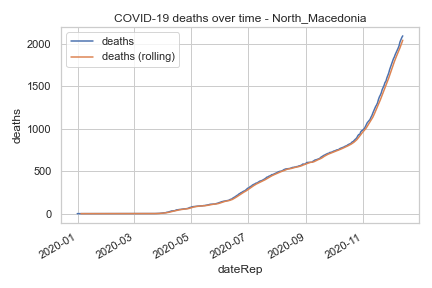 COVID-19 deaths over time - North_Macedonia
deaths
deaths (rolling)
2000
1500
1000
500
0
deaths
2020-01
2020-03
2020-05
2020-07
2020-09
2020-11
dateRep